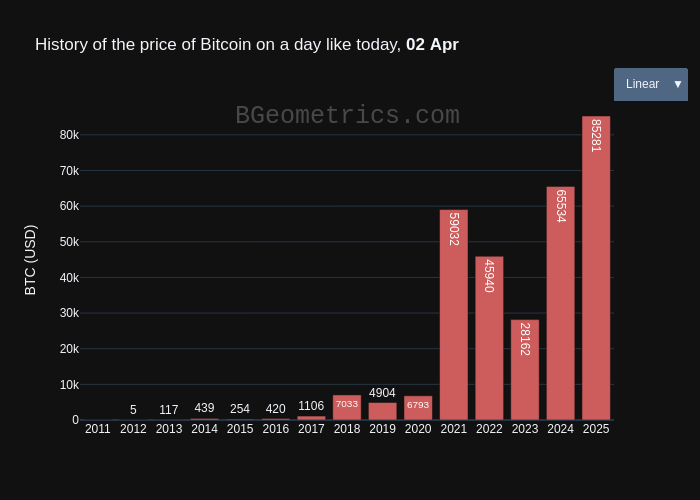 History of the price of Bitcoin on a day like today, 02 Apr
Linear ▼
BGeometrics.com
BTC (USD)
80k
70k
60k
50k
40k
30k
20k
10k
0
5
117
439
254
420
1106
7033
4904
6793
59032
45940
28162
65534
85281
2011 2012 2013 2014 2015 2016 2017 2018 2019 2020 2021 2022 2023 2024 2025